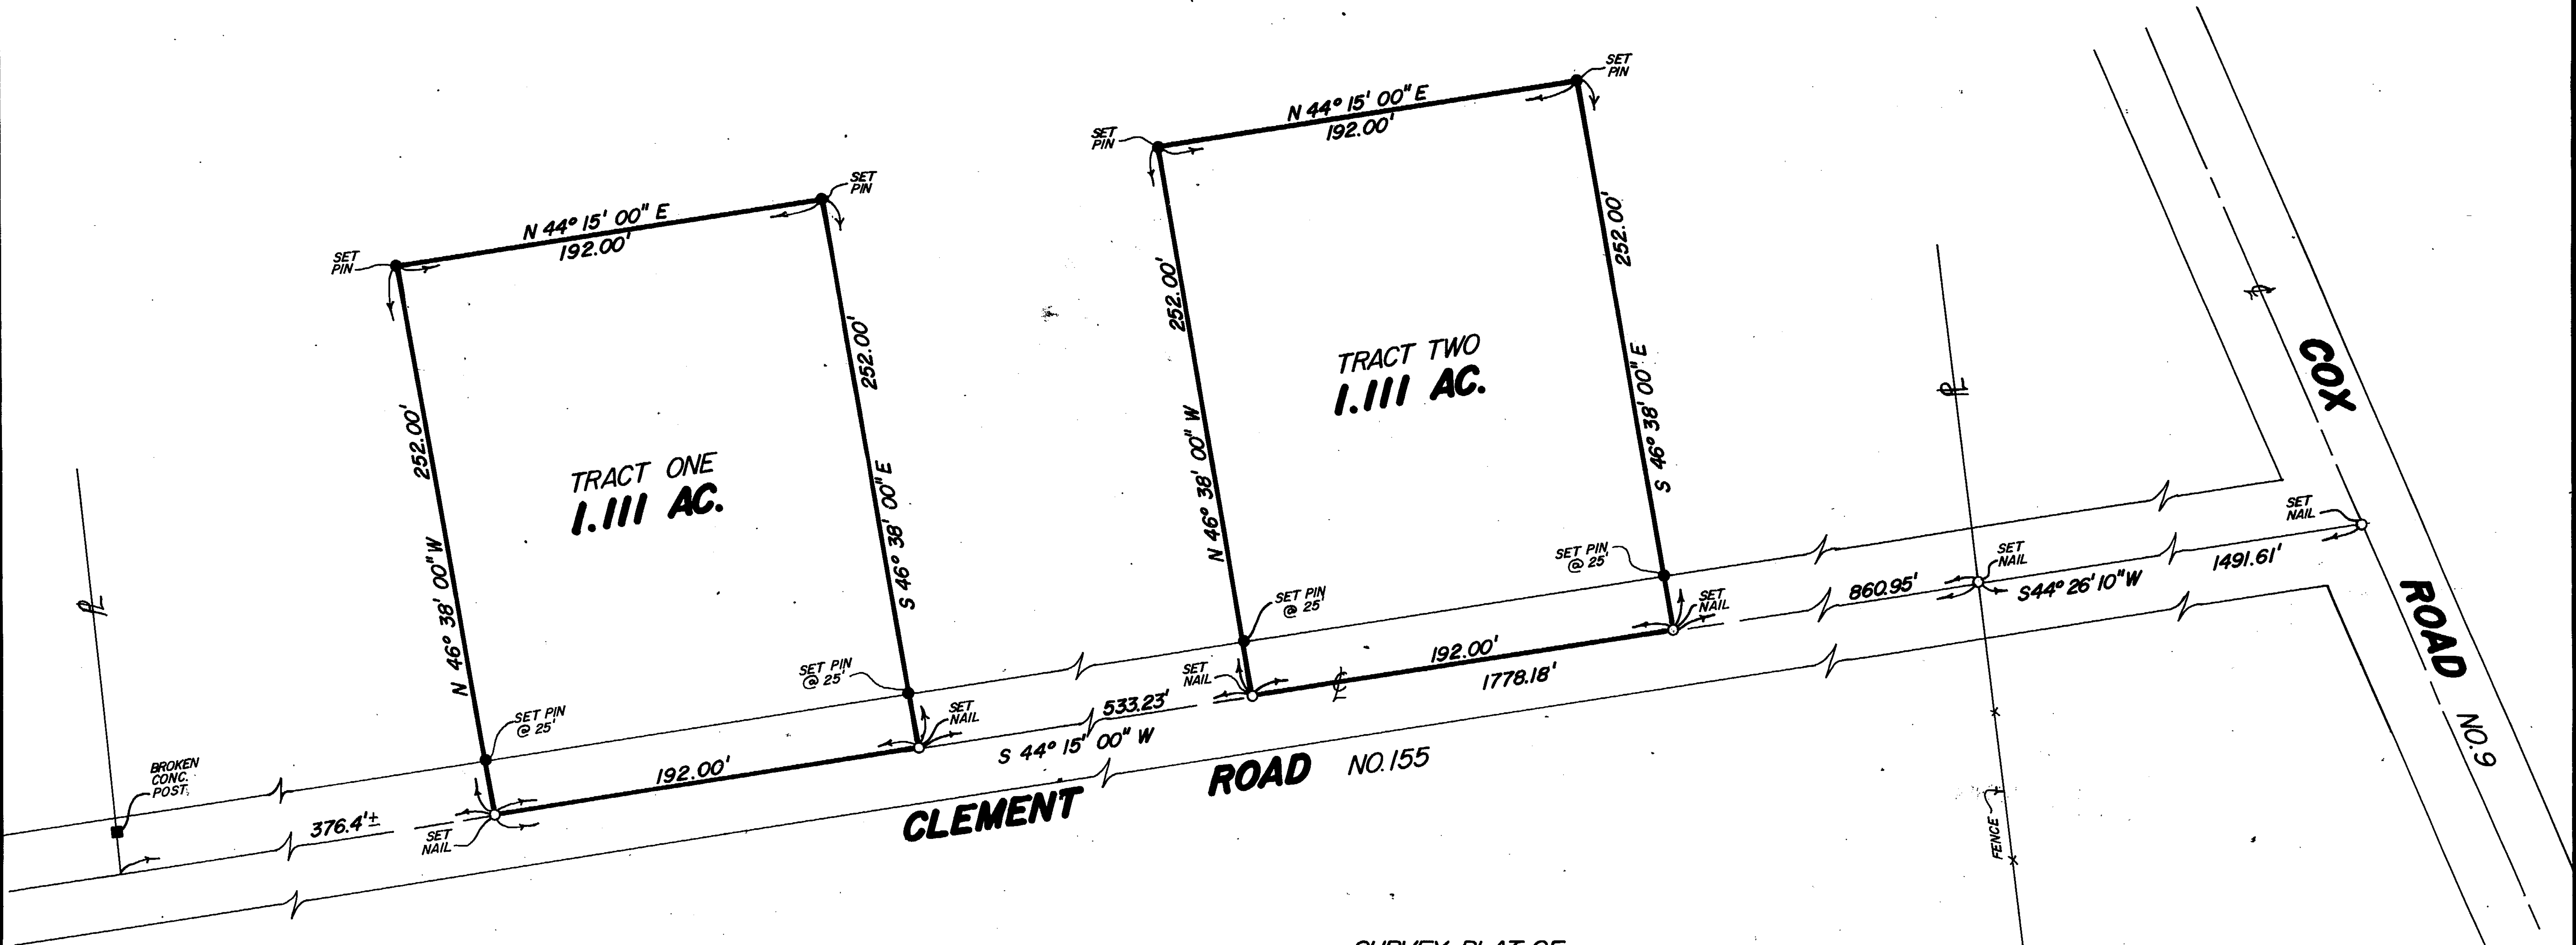 SET
PIN
N 44° 15' 00" E
192.00'
SET
PIN
252.00'
N 46° 38' 00" W
252.00'
S 46° 38' 00" E
TRACT ONE
1.111 AC.
SET PIN
@ 25'
SET PIN
@ 25'
SET
NAIL
192.00'
SET
NAIL
BROKEN
CONC.
POST
PL
376.4'±
SET
PIN
N 44° 15' 00" E
192.00'
SET
PIN
252.00'
N 46° 38' 00" W
252.00'
S 46° 38' 00" E
TRACT TWO
1.111 AC.
SET PIN
@ 25'
SET PIN
@ 25'
SET
NAIL
192.00'
1778.18'
SET
NAIL
533.23'
S 44° 15' 00" W
CLEMENT ROAD NO.155
PL
860.95'
SET
NAIL
S44° 26' 10" W
1491.61'
SET
NAIL
FENCE
COX ROAD NO.9
SURVEY PLAT OF